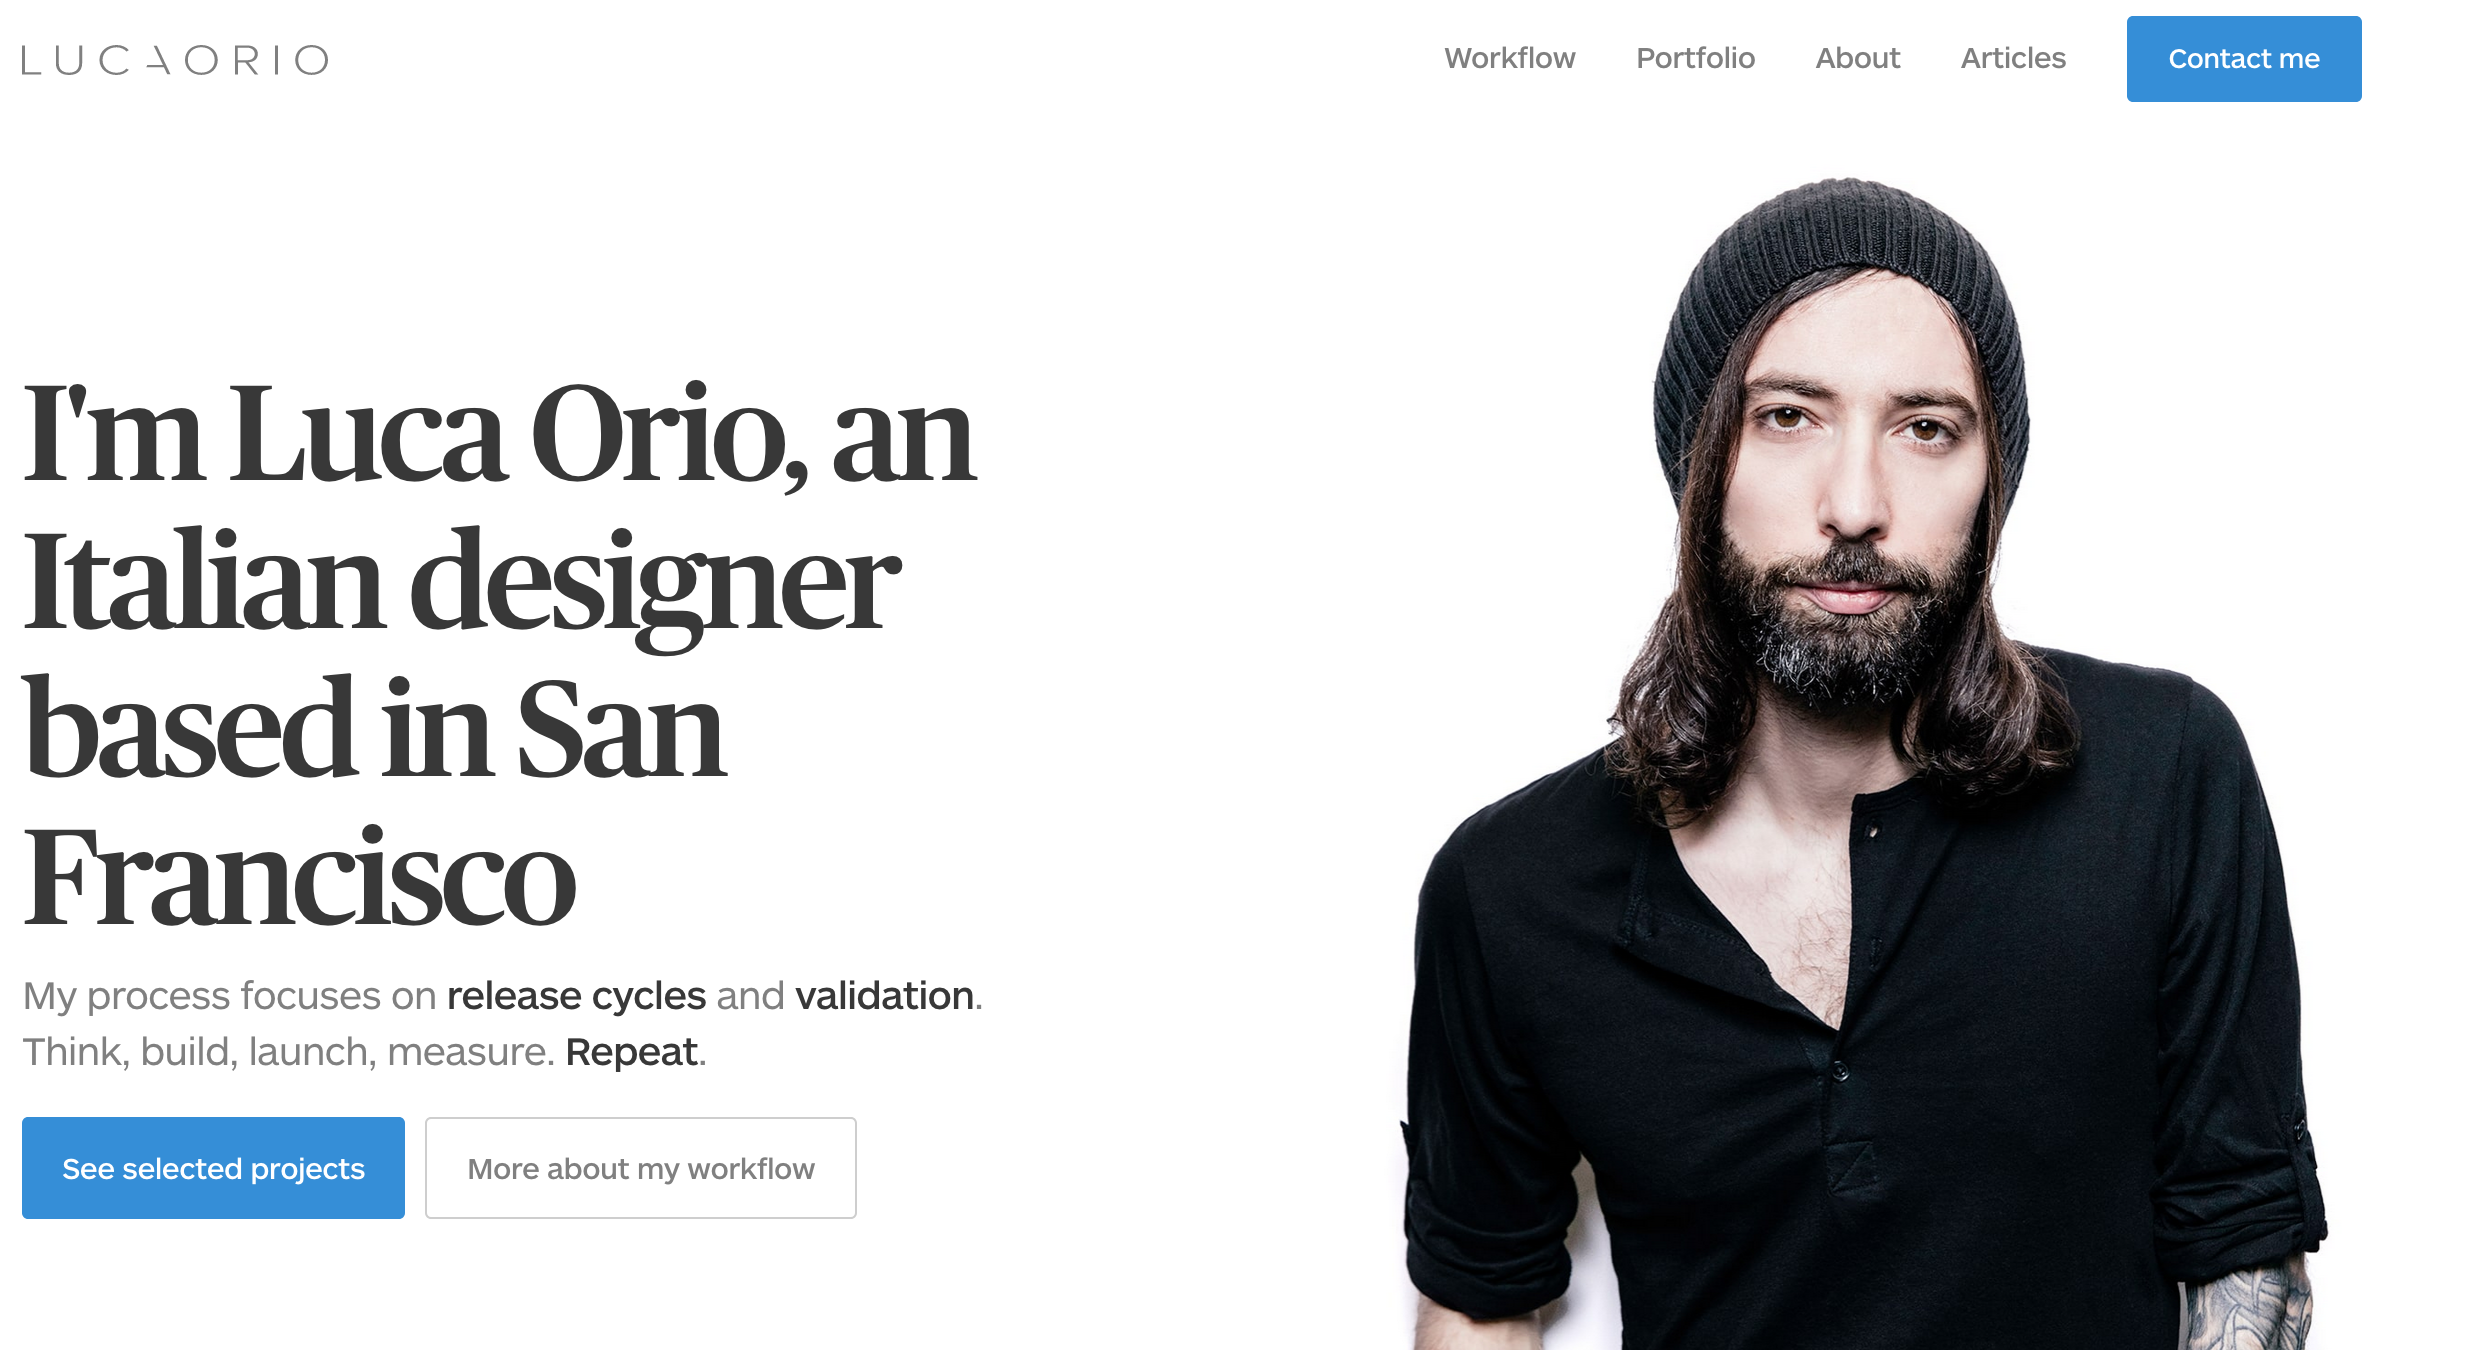 LUCAORIO
Workflow
Portfolio
About
Articles
Contact me
I'm Luca Orio, an
Italian designer
based in San
Francisco
My process focuses on release cycles and validation.
Think, build, launch, measure. Repeat.
See selected projects
More about my workflow